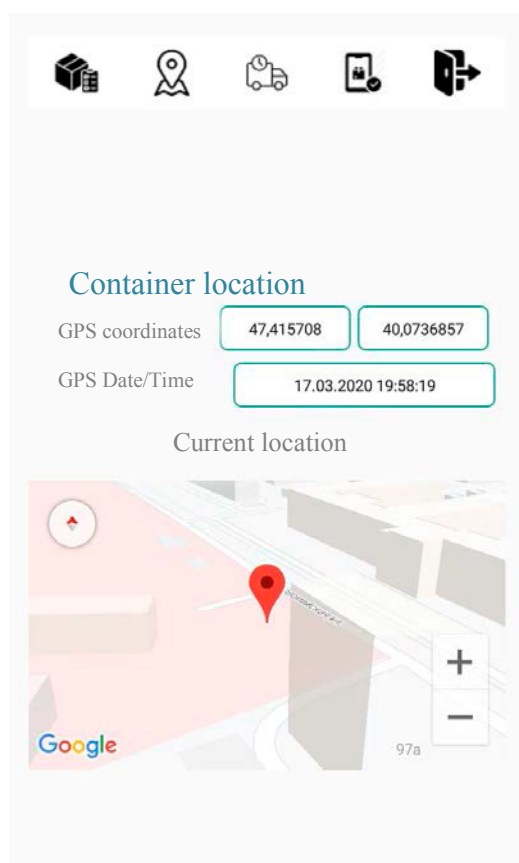 Container location
GPS coordinates 47,415708 40,0736857
GPS Date/Time 17.03.2020 19:58:19
Current location
Google
97а